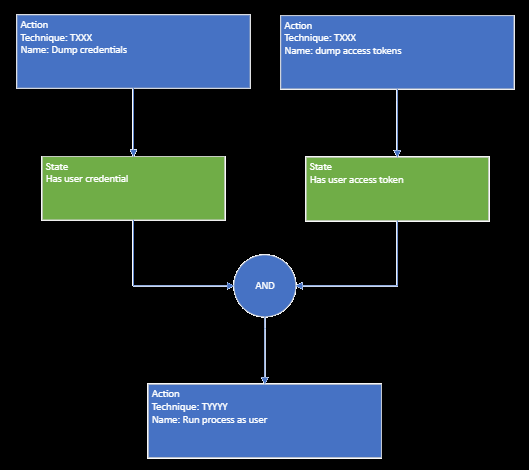 Action
Technique: TXXX
Name: Dump credentials
Action
Technique: TXXX
Name: dump access tokens
State
Has user credential
State
Has user access token
AND
Action
Technique: TYYYY
Name: Run process as user